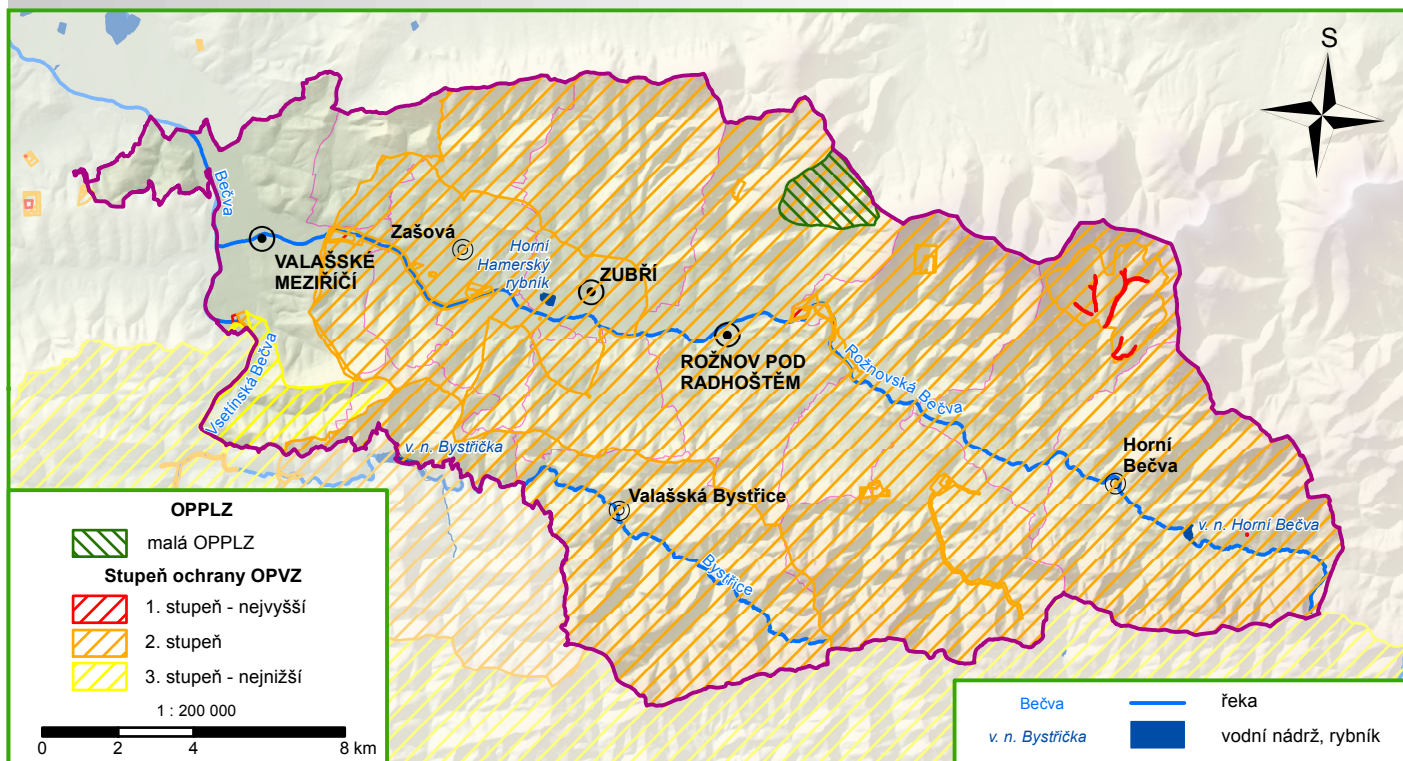 S
Bečva
Zašová
VALAŠSKÉ
MEZIŘÍČÍ
Horní
Hamerský
rybník
ZUBŘÍ
ROŽNOV POD
RADHOŠTĚM
Rožnovská Bečva
Vsetínská Bečva
v. n. Bystřička
Horní
Bečva
Valašská Bystřice
v. n. Horní Bečva
Bystřice
OPPLZ
malá OPPLZ
Stupeň ochrany OPVZ
1. stupeň - nejvyšší
2. stupeň
3. stupeň - nejnižší
1 : 200 000
0 2 4 8 km
Bečva řeka
v. n. Bystřička vodní nádrž, rybník